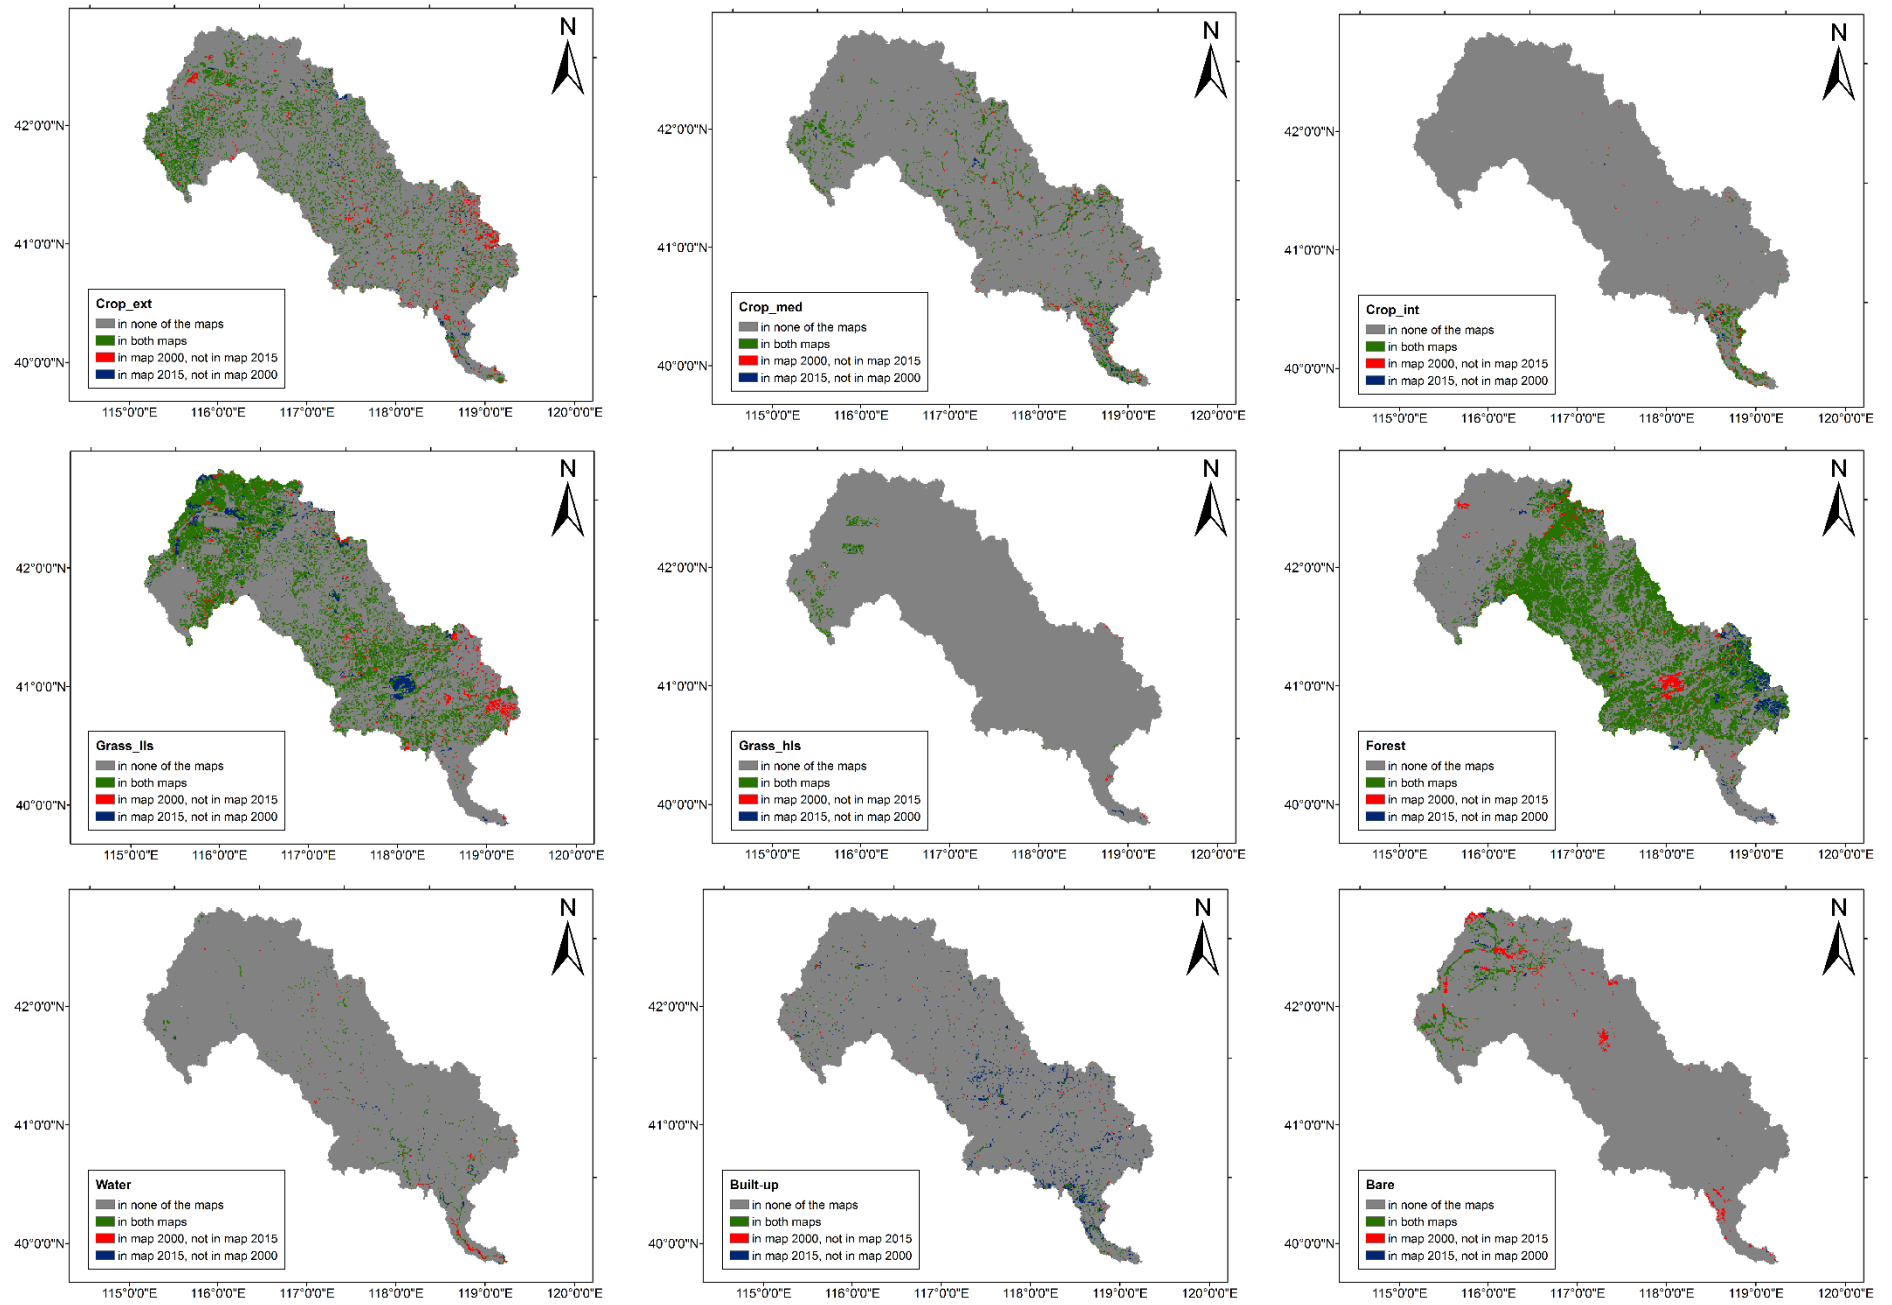 N
42°0'0"N
41°0'0"N
40°0'0"N
Crop_ext
in none of the maps
in both maps
in map 2000, not in map 2015
in map 2015, not in map 2000
115°0'0"E 116°0'0"E 117°0'0"E 118°0'0"E 119°0'0"E 120°0'0"E
N
42°0'0"N
41°0'0"N
40°0'0"N
Crop_med
in none of the maps
in both maps
in map 2000, not in map 2015
in map 2015, not in map 2000
115°0'0"E 116°0'0"E 117°0'0"E 118°0'0"E 119°0'0"E 120°0'0"E
N
42°0'0"N
41°0'0"N
40°0'0"N
Crop_int
in none of the maps
in both maps
in map 2000, not in map 2015
in map 2015, not in map 2000
115°0'0"E 116°0'0"E 117°0'0"E 118°0'0"E 119°0'0"E 120°0'0"E
N
42°0'0"N
41°0'0"N
40°0'0"N
Grass_lls
in none of the maps
in both maps
in map 2000, not in map 2015
in map 2015, not in map 2000
115°0'0"E 116°0'0"E 117°0'0"E 118°0'0"E 119°0'0"E 120°0'0"E
N
42°0'0"N
41°0'0"N
40°0'0"N
Grass_hls
in none of the maps
in both maps
in map 2000, not in map 2015
in map 2015, not in map 2000
115°0'0"E 116°0'0"E 117°0'0"E 118°0'0"E 119°0'0"E 120°0'0"E
N
42°0'0"N
41°0'0"N
40°0'0"N
Forest
in none of the maps
in both maps
in map 2000, not in map 2015
in map 2015, not in map 2000
115°0'0"E 116°0'0"E 117°0'0"E 118°0'0"E 119°0'0"E 120°0'0"E
N
42°0'0"N
41°0'0"N
40°0'0"N
Water
in none of the maps
in both maps
in map 2000, not in map 2015
in map 2015, not in map 2000
115°0'0"E 116°0'0"E 117°0'0"E 118°0'0"E 119°0'0"E 120°0'0"E
N
42°0'0"N
41°0'0"N
40°0'0"N
Built-up
in none of the maps
in both maps
in map 2000, not in map 2015
in map 2015, not in map 2000
115°0'0"E 116°0'0"E 117°0'0"E 118°0'0"E 119°0'0"E 120°0'0"E
N
42°0'0"N
41°0'0"N
40°0'0"N
Bare
in none of the maps
in both maps
in map 2000, not in map 2015
in map 2015, not in map 2000
115°0'0"E 116°0'0"E 117°0'0"E 118°0'0"E 119°0'0"E 120°0'0"E